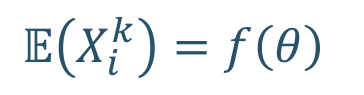 𝔼(X_i^k) = f(θ)